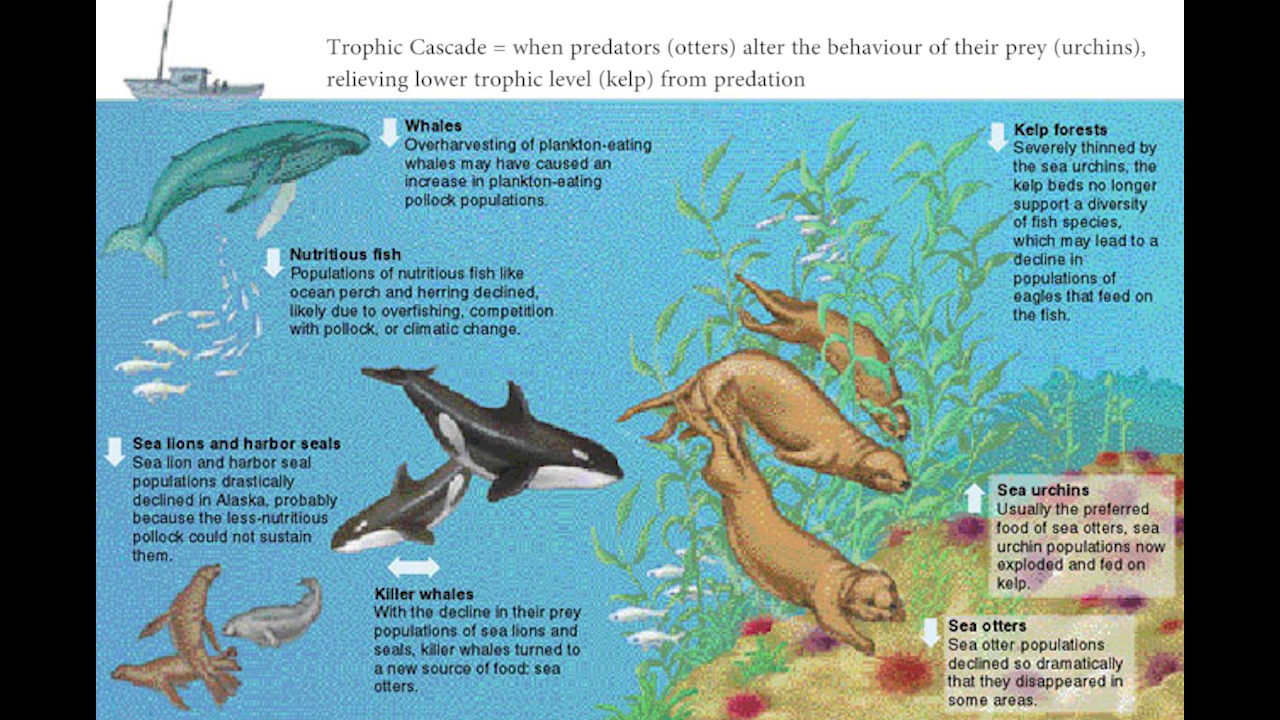 Trophic Cascade = when predators (otters) alter the behaviour of their prey (urchins),
relieving lower trophic level (kelp) from predation
Whales
Overharvesting of plankton-eating
whales may have caused an
increase in plankton-eating
pollock populations.
Nutritious fish
Populations of nutritious fish like
ocean perch and herring declined,
likely due to overfishing, competition
with pollock, or climatic change.
Sea lions and harbor seals
Sea lion and harbor seal
populations drastically
declined in Alaska, probably
because the less-nutritious
pollock could not sustain
them.
Killer whales
With the decline in their prey
populations of sea lions and
seals, killer whales turned to
a new source of food: sea
otters.
Kelp forests
Severely thinned by
the sea urchins, the
kelp beds no longer
support a diversity
of fish species,
which may lead to a
decline in
populations of
eagles that feed on
the fish.
Sea urchins
Usually the preferred
food of sea otters, sea
urchin populations now
exploded and fed on
kelp.
Sea otters
Sea otter populations
declined so dramatically
that they disappeared in
some areas.